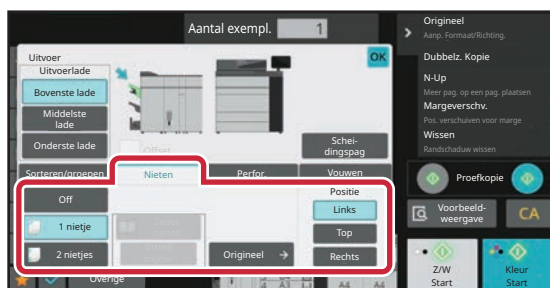 Aantal exempl. 1
Uitvoer
OK
Uitvoerlade
Bovenste lade
Middelste
lade
Onderste lade
Offset
Schei-
dingspag
Sorteren/groepen
Nieten
Perfor.
Vouwen
Off
1 nietje
2 nietjes
Origineel
Positie
Links
Top
Rechts
Overige
Origineel
Aanp. Formaat/Richting.
Dubbelz. Kopie
N-Up
Meer pag. op een pag. plaatsen
Margeverschv.
Pos. verschuiven voor marge
Wissen
Randschaduw wissen
Proefkopie
Voorbeeld-
weergave
CA
Z/W
Start
Kleur
Start